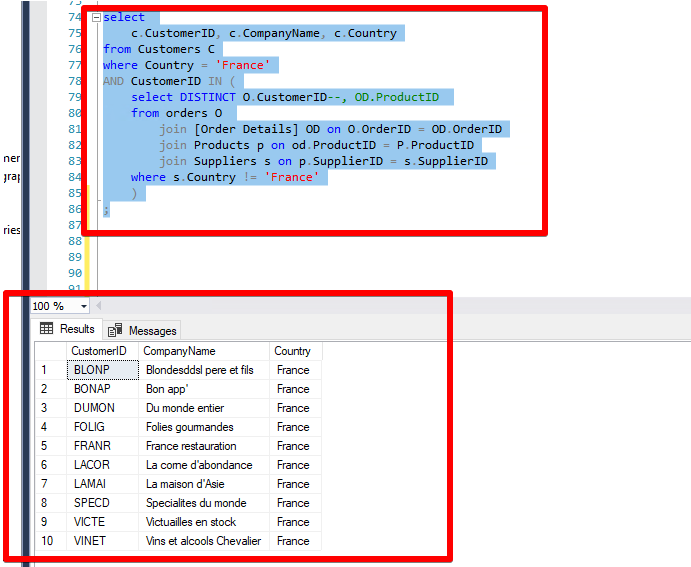 73
74 select
75 c.CustomerID, c.CompanyName, c.Country
76 from Customers C
77 where Country = 'France'
78 AND CustomerID IN (
79 select DISTINCT O.CustomerID--, OD.ProductID
80 from orders O
81 join [Order Details] OD on O.OrderID = OD.OrderID
82 join Products p on od.ProductID = P.ProductID
83 join Suppliers s on p.SupplierID = s.SupplierID
84 where s.Country != 'France'
85 )
86 ;
87
88
89
90
91
ner
grap
ries
100 %
Results Messages
CustomerID CompanyName Country
1 BLONP Blondesddsl pere et fils France
2 BONAP Bon app' France
3 DUMON Du monde entier France
4 FOLIG Folies gourmandes France
5 FRANR France restauration France
6 LACOR La corne d'abondance France
7 LAMAI La maison d'Asie France
8 SPECD Specialites du monde France
9 VICTE Victuailles en stock France
10 VINET Vins et alcools Chevalier France